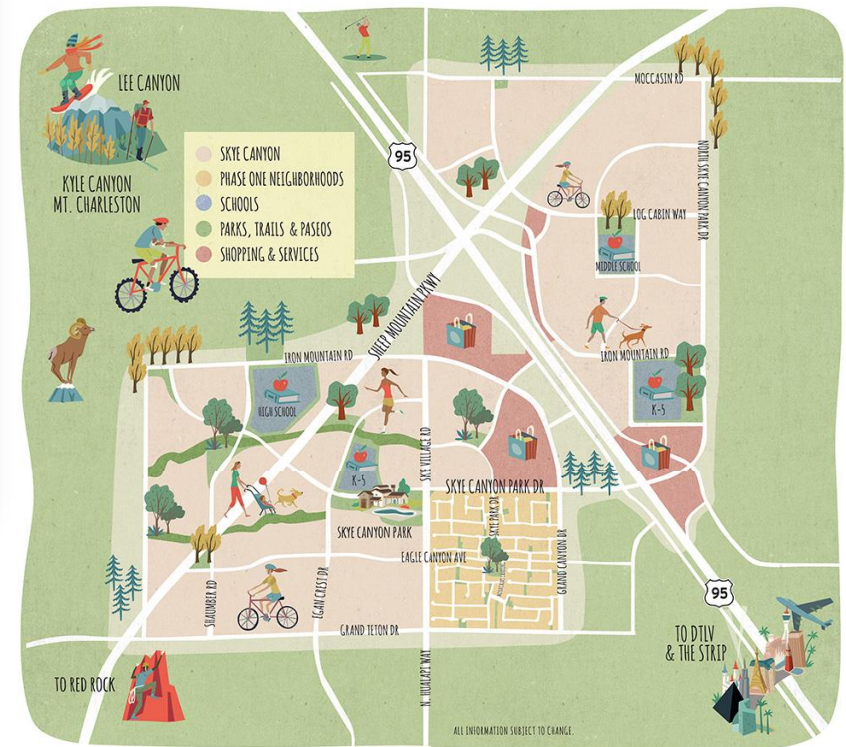 LEE CANYON
KYLE CANYON
MT. CHARLESTON
SKYE CANYON
PHASE ONE NEIGHBORHOODS
SCHOOLS
PARKS, TRAILS & PASEOS
SHOPPING & SERVICES
95
MOCCASIN RD
NORTH SKYE CANYON PARK DR
LOG CABIN WAY
MIDDLE SCHOOL
SHEEP MOUNTAIN PKWY
IRON MOUNTAIN RD
IRON MOUNTAIN RD
HIGH SCHOOL
K-5
SKY VILLAGE RD
K-5
SKYE CANYON PARK DR
SKYE PARK DR
SKYE CANYON PARK
EAGLE CANYON AVE
GRAND CANYON DR
SHAUMBER RD
EGAN CREST DR
GRAND TETON DR
N. HUALAPI WAY
95
TO DTLV
& THE STRIP
TO RED ROCK
ALL INFORMATION SUBJECT TO CHANGE.